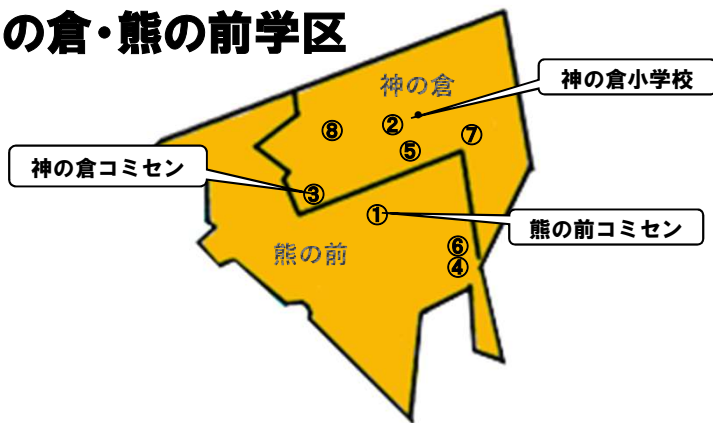 の倉・熊の前学区
神の倉
神の倉小学校
⑧
②
⑦
⑤
神の倉コミセン
③
①
熊の前コミセン
熊の前
⑥
④